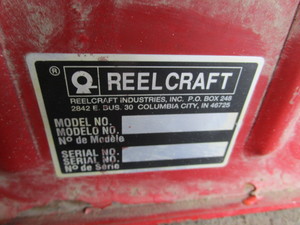 ® REELCRAFT
REELCRAFT INDUSTRIES, INC. P.O. BOX 248
2842 E. BUS. 30 COLUMBIA CITY, IN 46725
MODEL NO.
MODELO NO.
Nº de Modèle
SERIAL NO.
SERIAL NO.
Nº de Série